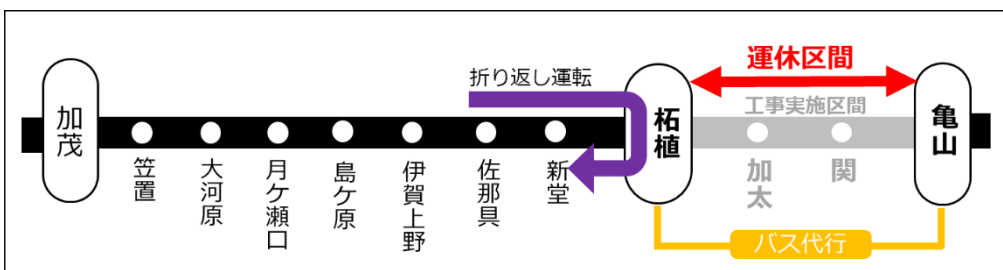 運休区間
折り返し運転
工事実施区間
加茂
笠置
大河原
月ケ瀬口
島ケ原
伊賀上野
佐那具
新堂
柘植
加太
関
亀山
バス代行